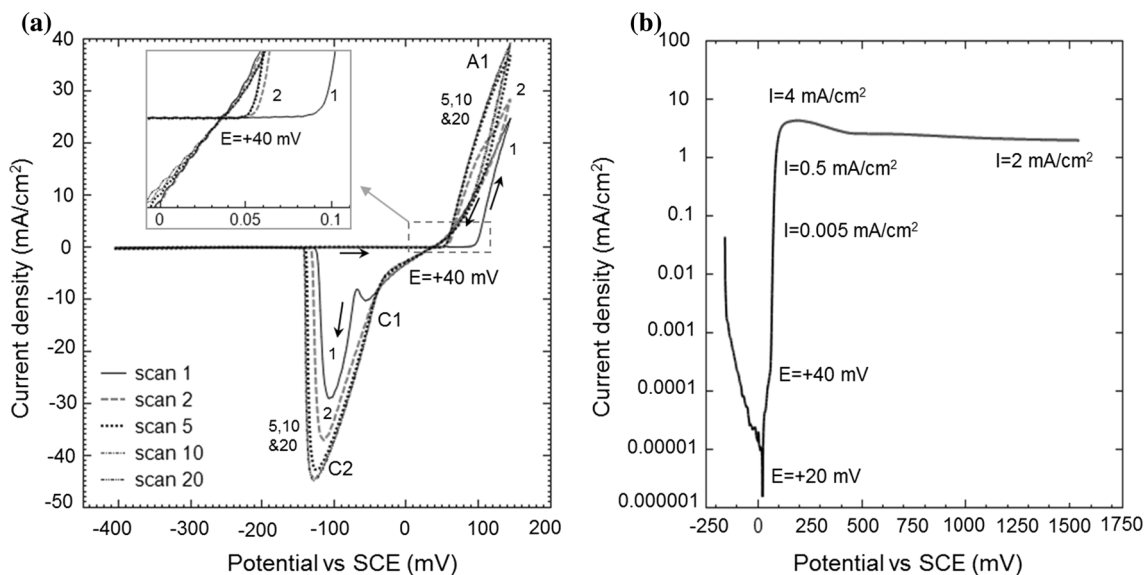 (a)
40
30
20
10
0
-10
-20
-30
-40
-50
Current density (mA/cm²)
-400
-300
-200
-100
0
100
200
Potential vs SCE (mV)
2
1
E=+40 mV
0
0.05
0.1
A1
5,10
&20
2
1
E=+40 mV
C1
1
2
5,10
&20
C2
scan 1
scan 2
scan 5
scan 10
scan 20
(b)
100
10
1
0.1
0.01
0.001
0.0001
0.00001
0.000001
Current density (mA/cm²)
-250
0
250
500
750
1000
1250
1500
1750
Potential vs SCE (mV)
I=4 mA/cm²
I=0.5 mA/cm²
I=2 mA/cm²
I=0.005 mA/cm²
E=+40 mV
E=+20 mV